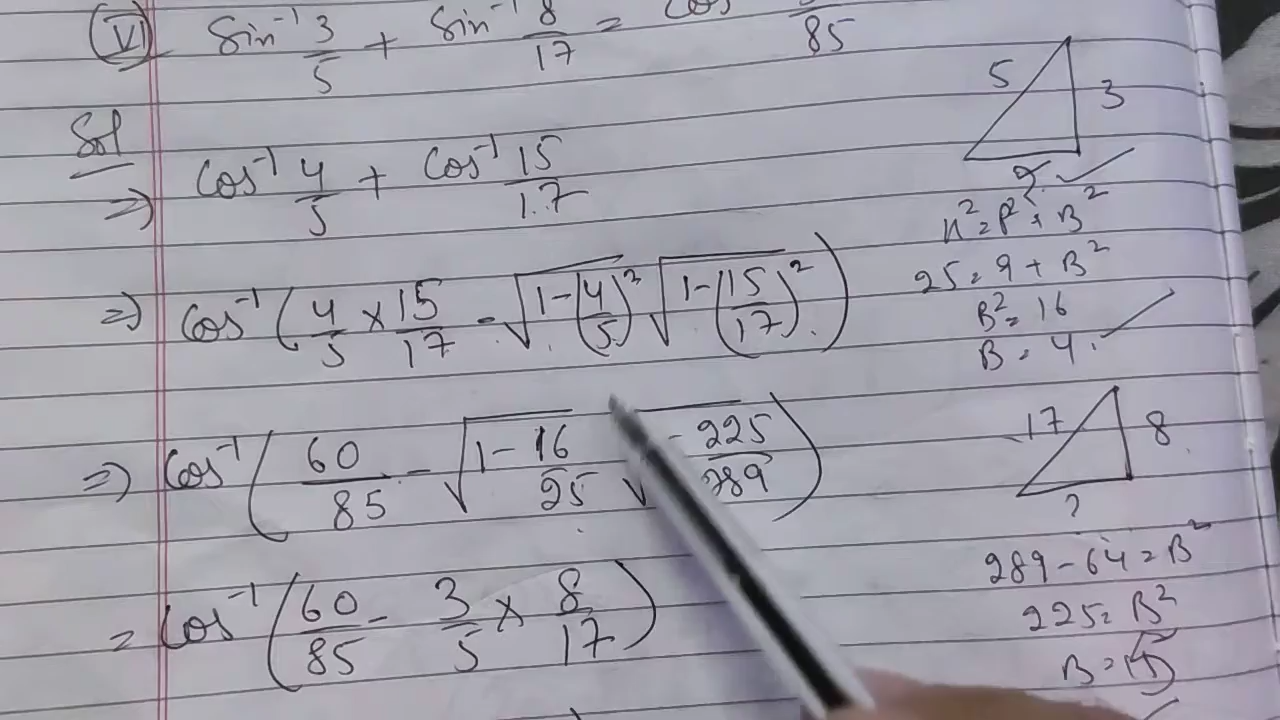 (VI) Sin⁻¹ 3/5 + Sin⁻¹ 8/17 = Cos /85
Sol
⇒) Cos⁻¹ 4/5 + Cos⁻¹ 15/17
⇒) Cos⁻¹ (4/5 × 15/17 - √(1-(4/5)²) √(1-(15/17)²))
⇒) Cos⁻¹ (60/85 - √(1-16/25) √( - 225/289))
= Cos⁻¹ (60/85 - 3/5 × 8/17)
5
3
?
H² = P² + B²
25 = 9 + B²
B² = 16
B = 4
17
8
?
289 - 64 = B²
225 = B²
B = 15